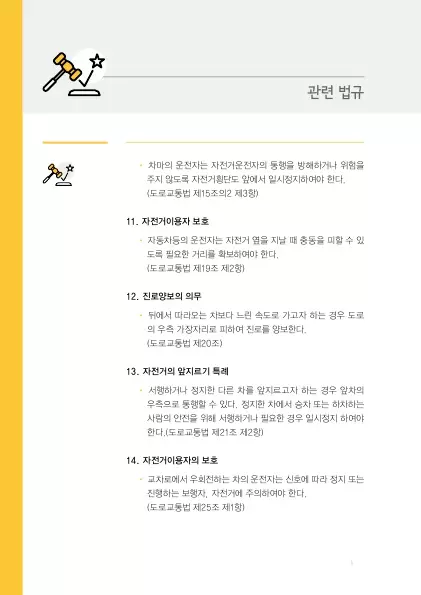 관련 법규
· 차마의 운전자는 자전거운전자의 통행을 방해하거나 위험을
주지 않도록 자전거횡단도 앞에서 일시정지하여야 한다.
(도로교통법 제15조의2 제3항)
11. 자전거이용자 보호
· 자동차등의 운전자는 자전거 옆을 지날 때 충동을 피할 수 있
도록 필요한 거리를 확보하여야 한다.
(도로교통법 제19조 제2항)
12. 진로양보의 의무
· 뒤에서 따라오는 차보다 느린 속도로 가고자 하는 경우 도로
의 우측 가장자리로 피하여 진로를 양보한다.
(도로교통법 제20조)
13. 자전거의 앞지르기 특례
· 서행하거나 정지한 다른 차를 앞지르고자 하는 경우 앞차의
우측으로 통행할 수 있다. 정지한 차에서 승차 또는 하차하는
사람의 안전을 위해 서행하거나 필요한 경우 일시정지 하여야
한다.(도로교통법 제21조 제2항)
14. 자전거이용자의 보호
· 교차로에서 우회전하는 차의 운전자는 신호에 따라 정지 또는
진행하는 보행자, 자전거에 주의하여야 한다.
(도로교통법 제25조 제1항)